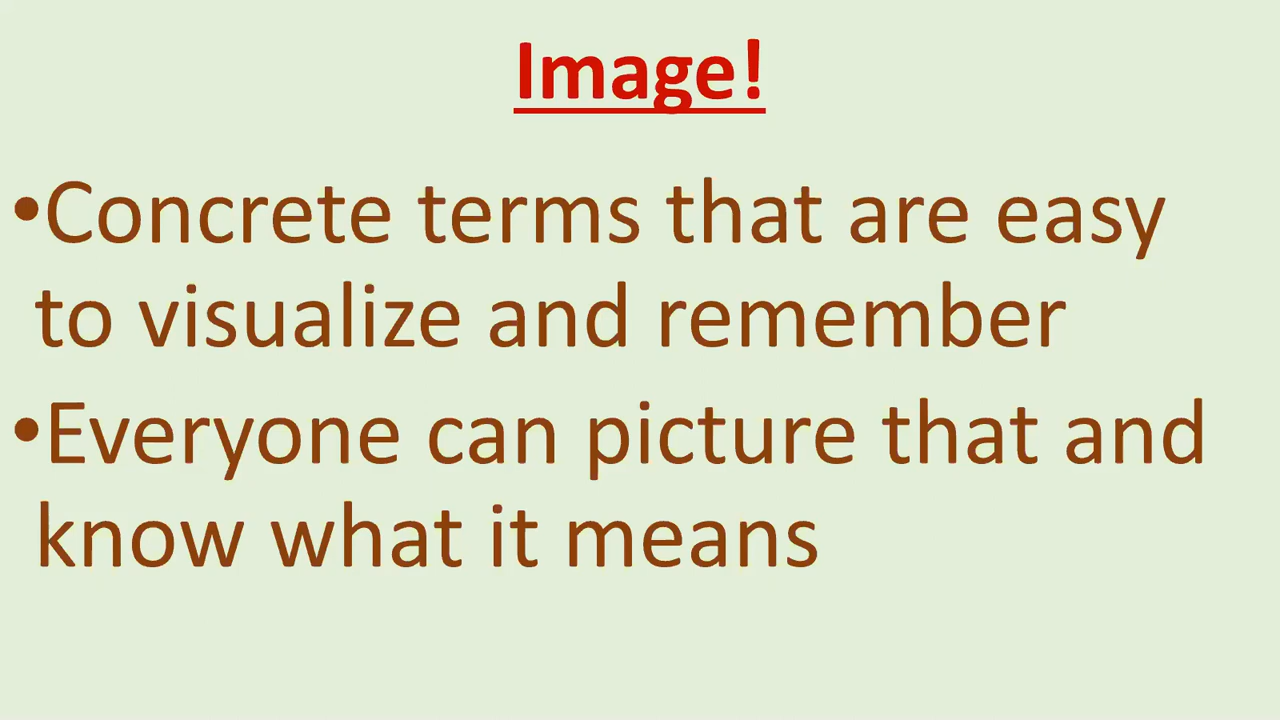 Image!
•Concrete terms that are easy
to visualize and remember
•Everyone can picture that and
know what it means